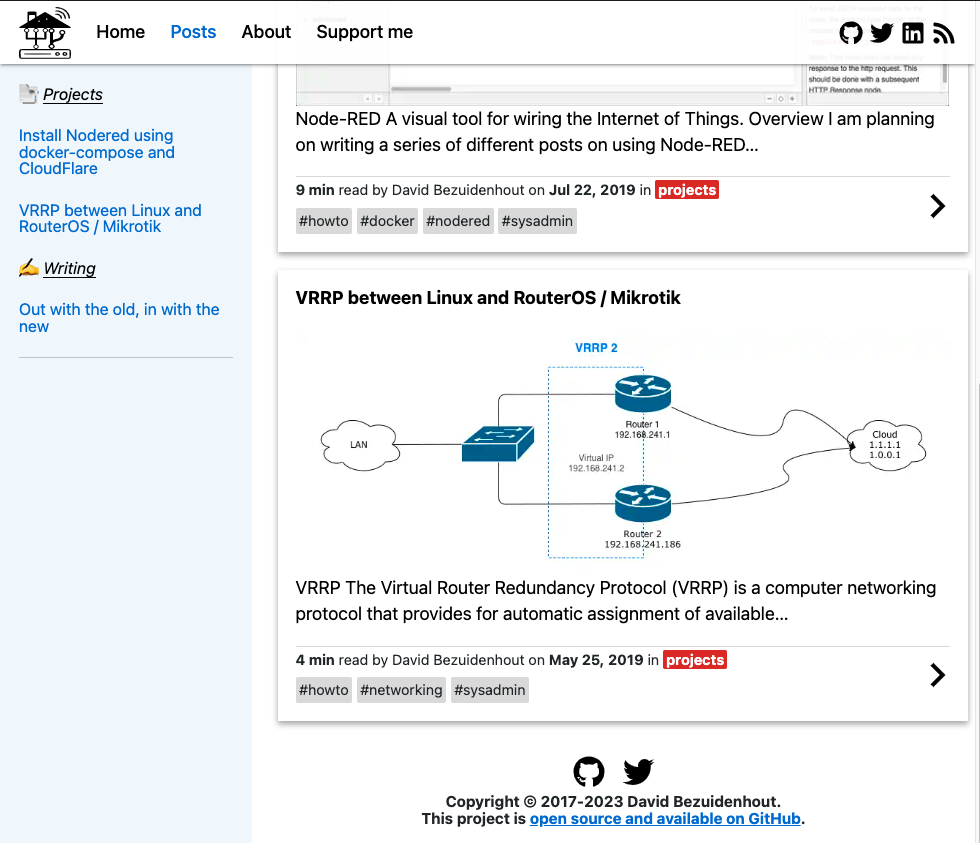 Home Posts About Support me
Projects
Install Nodered using
docker-compose and
CloudFlare
VRRP between Linux and
RouterOS / Mikrotik
Writing
Out with the old, in with the
new
response to the http request. This
should be done with a subsequent
HTTP Response node.
Node-RED A visual tool for wiring the Internet of Things. Overview I am planning
on writing a series of different posts on using Node-RED...
9 min read by David Bezuidenhout on Jul 22, 2019 in projects
#howto #docker #nodered #sysadmin
VRRP between Linux and RouterOS / Mikrotik
VRRP 2
Router 1
192.168.241.1
LAN
Cloud
1.1.1.1
1.0.0.1
Virtual IP
192.168.241.2
Router 2
192.168.241.186
VRRP The Virtual Router Redundancy Protocol (VRRP) is a computer networking
protocol that provides for automatic assignment of available...
4 min read by David Bezuidenhout on May 25, 2019 in projects
#howto #networking #sysadmin
Copyright © 2017-2023 David Bezuidenhout.
This project is open source and available on GitHub.